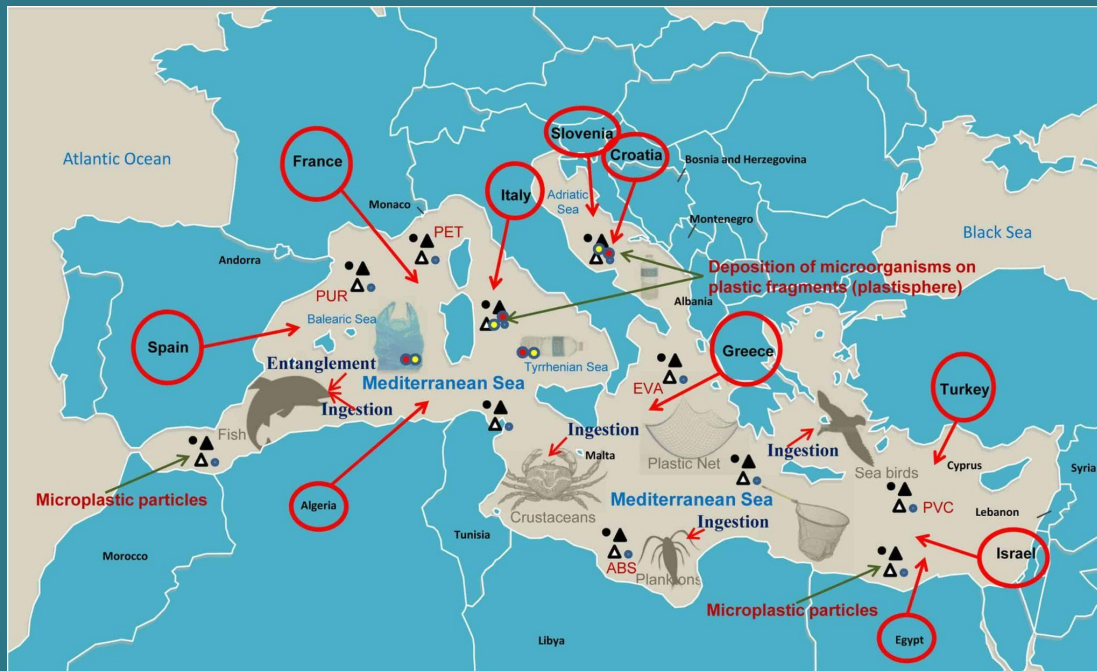 Atlantic Ocean
France
Slovenia
Croatia
Bosnia and Herzegovina
Italy
Adriatic
Sea
Monaco
Montenegro
Black Sea
PET
Andorra
Deposition of microorganisms on
plastic fragments (plastisphere)
PUR
Albania
Balearic Sea
Spain
Greece
Entanglement
Tyrrhenian Sea
Mediterranean Sea
EVA
Turkey
Ingestion
Fish
Ingestion
Ingestion
Malta
Plastic Net
Sea birds
Cyprus
Syria
Microplastic particles
Crustaceans
Mediterranean Sea
PVC
Lebanon
Algeria
Ingestion
Tunisia
Morocco
ABS
Planktons
Israel
Microplastic particles
Libya
Egypt